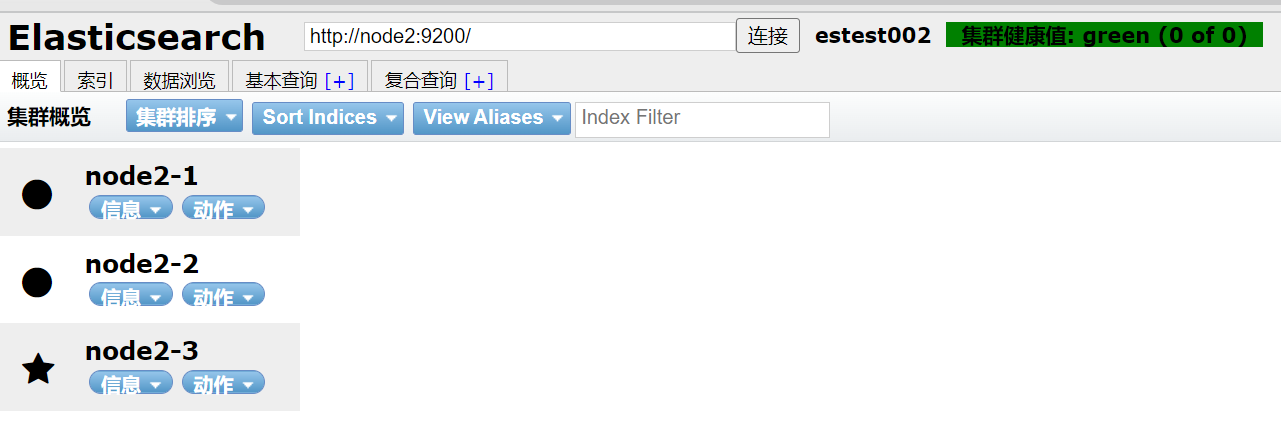 Elasticsearch http://node2:9200/ 连接 estest002 集群健康值: green (0 of 0)
概览 索引 数据浏览 基本查询 [+] 复合查询 [+]
集群概览 集群排序 Sort Indices View Aliases Index Filter
node2-1
信息 动作
node2-2
信息 动作
node2-3
信息 动作